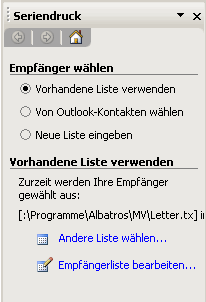 Seriendruck
Empfänger wählen
Vorhandene Liste verwenden
Von Outlook-Kontakten wählen
Neue Liste eingeben
Vorhandene Liste verwenden
Zurzeit werden Ihre Empfänger
gewählt aus:
[:\Programme\Albatros\MV\Letter.tx] in
Andere Liste wählen...
Empfängerliste bearbeiten...